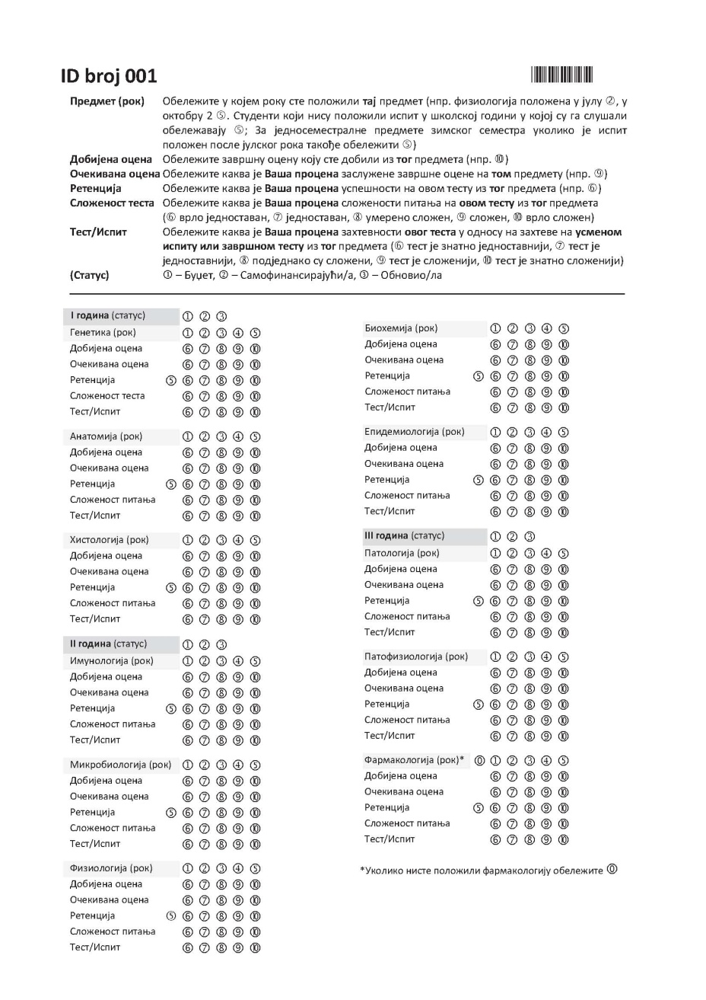 ID broj 001
Предмет (рок) Обележите у којем року сте положили тај предмет (нпр. физиологија положена у јулу ②, у
октобру 2 ⑤. Студенти који нису положили испит у школској години у којој су га слушали
обележавају ⑤; За једносеместралне предмете зимског семестра уколико је испит
положен после јулског рока такође обележити ⑤)
Добијена оцена Обележите завршну оцену коју сте добили из тог предмета (нпр. ⑩)
Очекивана оцена Обележите каква је Ваша процена заслужене завршне оцене на том предмету (нпр. ⑨)
Ретенција Обележите каква је Ваша процена успешности на овом тесту из тог предмета (нпр. ⑥)
Сложеност теста Обележите каква је Ваша процена сложености питања на овом тесту из тог предмета
(⑥ врло једноставан, ⑦ једноставан, ⑧ умерено сложен, ⑨ сложен, ⑩ врло сложен)
Тест/Испит Обележите каква је Ваша процена захтевности овог теста у односу на захтеве на усменом
испиту или завршном тесту из тог предмета (⑥ тест је знатно једноставнији, ⑦ тест је
једноставнији, ⑧ подједнако су сложени, ⑨ тест је сложенији, ⑩ тест је знатно сложенији)
(Статус) ① – Буџет, ② – Самофинансирајући/а, ③ – Обновио/ла
I година (статус) ① ② ③
Генетика (рок) ① ② ③ ④ ⑤
Добијена оцена ⑥ ⑦ ⑧ ⑨ ⑩
Очекивана оцена ⑥ ⑦ ⑧ ⑨ ⑩
Ретенција ⑤ ⑥ ⑦ ⑧ ⑨ ⑩
Сложеност теста ⑥ ⑦ ⑧ ⑨ ⑩
Тест/Испит ⑥ ⑦ ⑧ ⑨ ⑩
Анатомија (рок) ① ② ③ ④ ⑤
Добијена оцена ⑥ ⑦ ⑧ ⑨ ⑩
Очекивана оцена ⑥ ⑦ ⑧ ⑨ ⑩
Ретенција ⑤ ⑥ ⑦ ⑧ ⑨ ⑩
Сложеност питања ⑥ ⑦ ⑧ ⑨ ⑩
Тест/Испит ⑥ ⑦ ⑧ ⑨ ⑩
Хистологија (рок) ① ② ③ ④ ⑤
Добијена оцена ⑥ ⑦ ⑧ ⑨ ⑩
Очекивана оцена ⑥ ⑦ ⑧ ⑨ ⑩
Ретенција ⑤ ⑥ ⑦ ⑧ ⑨ ⑩
Сложеност питања ⑥ ⑦ ⑧ ⑨ ⑩
Тест/Испит ⑥ ⑦ ⑧ ⑨ ⑩
II година (статус) ① ② ③
Имунологија (рок) ① ② ③ ④ ⑤
Добијена оцена ⑥ ⑦ ⑧ ⑨ ⑩
Очекивана оцена ⑥ ⑦ ⑧ ⑨ ⑩
Ретенција ⑤ ⑥ ⑦ ⑧ ⑨ ⑩
Сложеност питања ⑥ ⑦ ⑧ ⑨ ⑩
Тест/Испит ⑥ ⑦ ⑧ ⑨ ⑩
Микробиологија (рок) ① ② ③ ④ ⑤
Добијена оцена ⑥ ⑦ ⑧ ⑨ ⑩
Очекивана оцена ⑥ ⑦ ⑧ ⑨ ⑩
Ретенција ⑤ ⑥ ⑦ ⑧ ⑨ ⑩
Сложеност питања ⑥ ⑦ ⑧ ⑨ ⑩
Тест/Испит ⑥ ⑦ ⑧ ⑨ ⑩
Физиологија (рок) ① ② ③ ④ ⑤
Добијена оцена ⑥ ⑦ ⑧ ⑨ ⑩
Очекивана оцена ⑥ ⑦ ⑧ ⑨ ⑩
Ретенција ⑤ ⑥ ⑦ ⑧ ⑨ ⑩
Сложеност питања ⑥ ⑦ ⑧ ⑨ ⑩
Тест/Испит ⑥ ⑦ ⑧ ⑨ ⑩
Биохемија (рок) ① ② ③ ④ ⑤
Добијена оцена ⑥ ⑦ ⑧ ⑨ ⑩
Очекивана оцена ⑥ ⑦ ⑧ ⑨ ⑩
Ретенција ⑤ ⑥ ⑦ ⑧ ⑨ ⑩
Сложеност питања ⑥ ⑦ ⑧ ⑨ ⑩
Тест/Испит ⑥ ⑦ ⑧ ⑨ ⑩
Епидемиологија (рок) ① ② ③ ④ ⑤
Добијена оцена ⑥ ⑦ ⑧ ⑨ ⑩
Очекивана оцена ⑥ ⑦ ⑧ ⑨ ⑩
Ретенција ⑤ ⑥ ⑦ ⑧ ⑨ ⑩
Сложеност питања ⑥ ⑦ ⑧ ⑨ ⑩
Тест/Испит ⑥ ⑦ ⑧ ⑨ ⑩
III година (статус) ① ② ③
Патологија (рок) ① ② ③ ④ ⑤
Добијена оцена ⑥ ⑦ ⑧ ⑨ ⑩
Очекивана оцена ⑥ ⑦ ⑧ ⑨ ⑩
Ретенција ⑤ ⑥ ⑦ ⑧ ⑨ ⑩
Сложеност питања ⑥ ⑦ ⑧ ⑨ ⑩
Тест/Испит ⑥ ⑦ ⑧ ⑨ ⑩
Патофизиологија (рок) ① ② ③ ④ ⑤
Добијена оцена ⑥ ⑦ ⑧ ⑨ ⑩
Очекивана оцена ⑥ ⑦ ⑧ ⑨ ⑩
Ретенција ⑤ ⑥ ⑦ ⑧ ⑨ ⑩
Сложеност питања ⑥ ⑦ ⑧ ⑨ ⑩
Тест/Испит ⑥ ⑦ ⑧ ⑨ ⑩
Фармакологија (рок)* ⓪ ① ② ③ ④ ⑤
Добијена оцена ⑥ ⑦ ⑧ ⑨ ⑩
Очекивана оцена ⑥ ⑦ ⑧ ⑨ ⑩
Ретенција ⑤ ⑥ ⑦ ⑧ ⑨ ⑩
Сложеност питања ⑥ ⑦ ⑧ ⑨ ⑩
Тест/Испит ⑥ ⑦ ⑧ ⑨ ⑩
*Уколико нисте положили фармакологију обележите ⓪